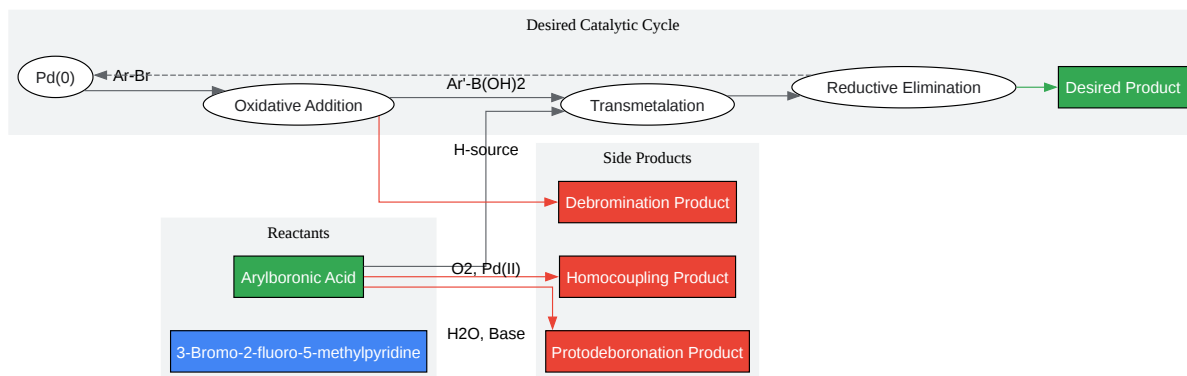 Desired Catalytic Cycle
Pd(0)
Ar-Br
Oxidative Addition
Ar'-B(OH)2
Transmetalation
Reductive Elimination
Desired Product
H-source
Side Products
Debromination Product
Reactants
Arylboronic Acid
O2, Pd(II)
Homocoupling Product
H2O, Base
3-Bromo-2-fluoro-5-methylpyridine
Protodeboronation Product